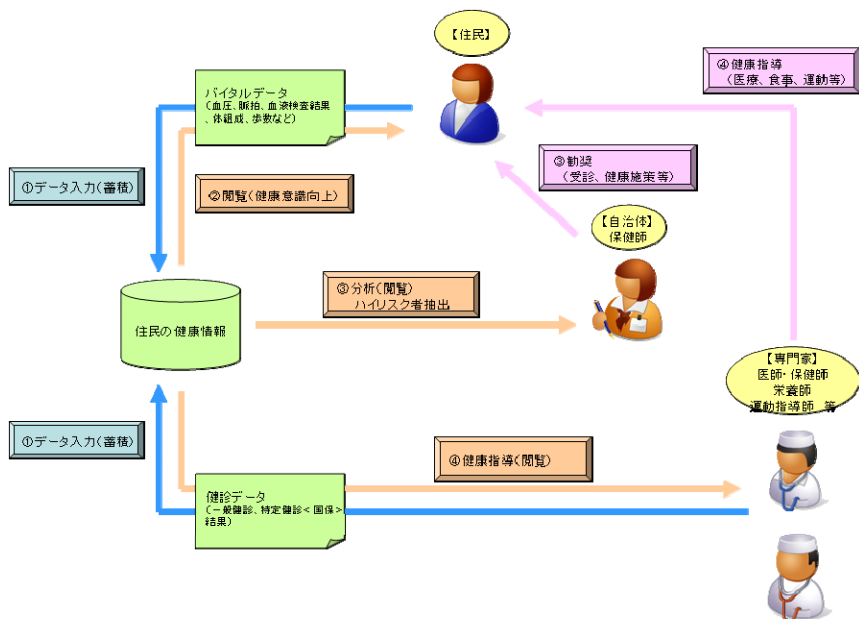 【住民】
④健康指導
(医療、食事、運動等)
バイタルデータ
(血圧、脈拍、血液検査結果
、体組成、歩数など)
③勧奨
(受診、健康施策等)
①データ入力(蓄積)
②閲覧(健康意識向上)
【自治体】
保健師
③分析(閲覧)
ハイリスク者抽出
住民の健康情報
【専門家】
医師・保健師
栄養師
運動指導師 等
①データ入力(蓄積)
④健康指導(閲覧)
健診データ
(一般健診、特定健診<国保>
結果)